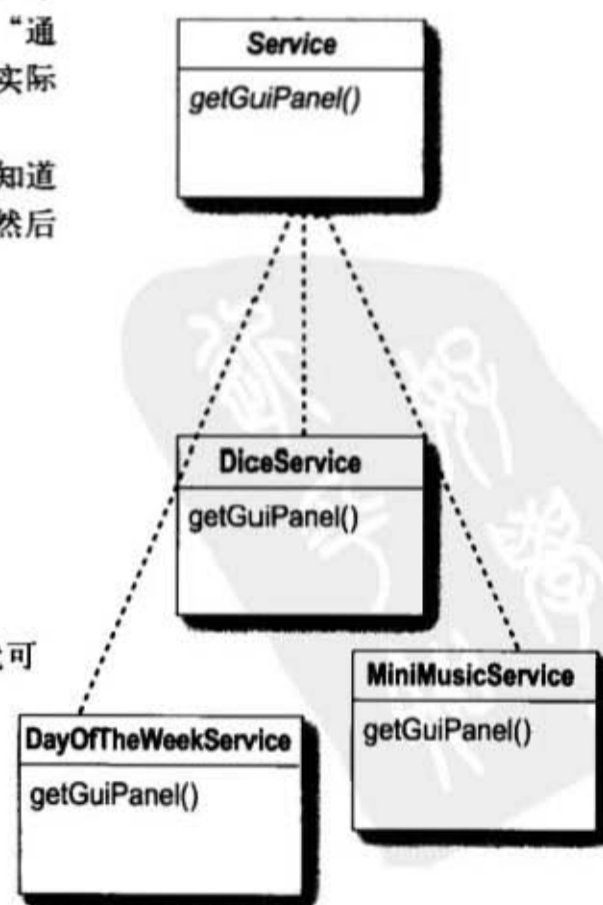 “通
实际
知道
然后
可
Service
getGuiPanel()
DiceService
getGuiPanel()
MiniMusicService
getGuiPanel()
DayOfTheWeekService
getGuiPanel()